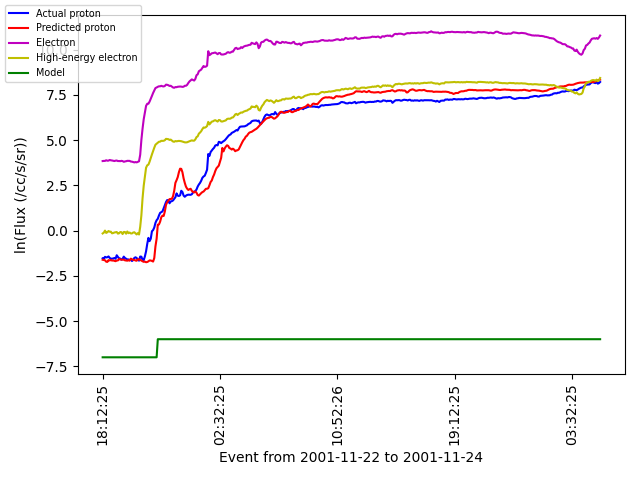 Actual proton
Predicted proton
Electron
High-energy electron
Model
10.0
7.5
5.0
2.5
0.0
−2.5
−5.0
−7.5
ln(Flux (/cc/s/sr))
18:12:25
02:32:25
10:52:26
19:12:25
03:32:25
Event from 2001-11-22 to 2001-11-24